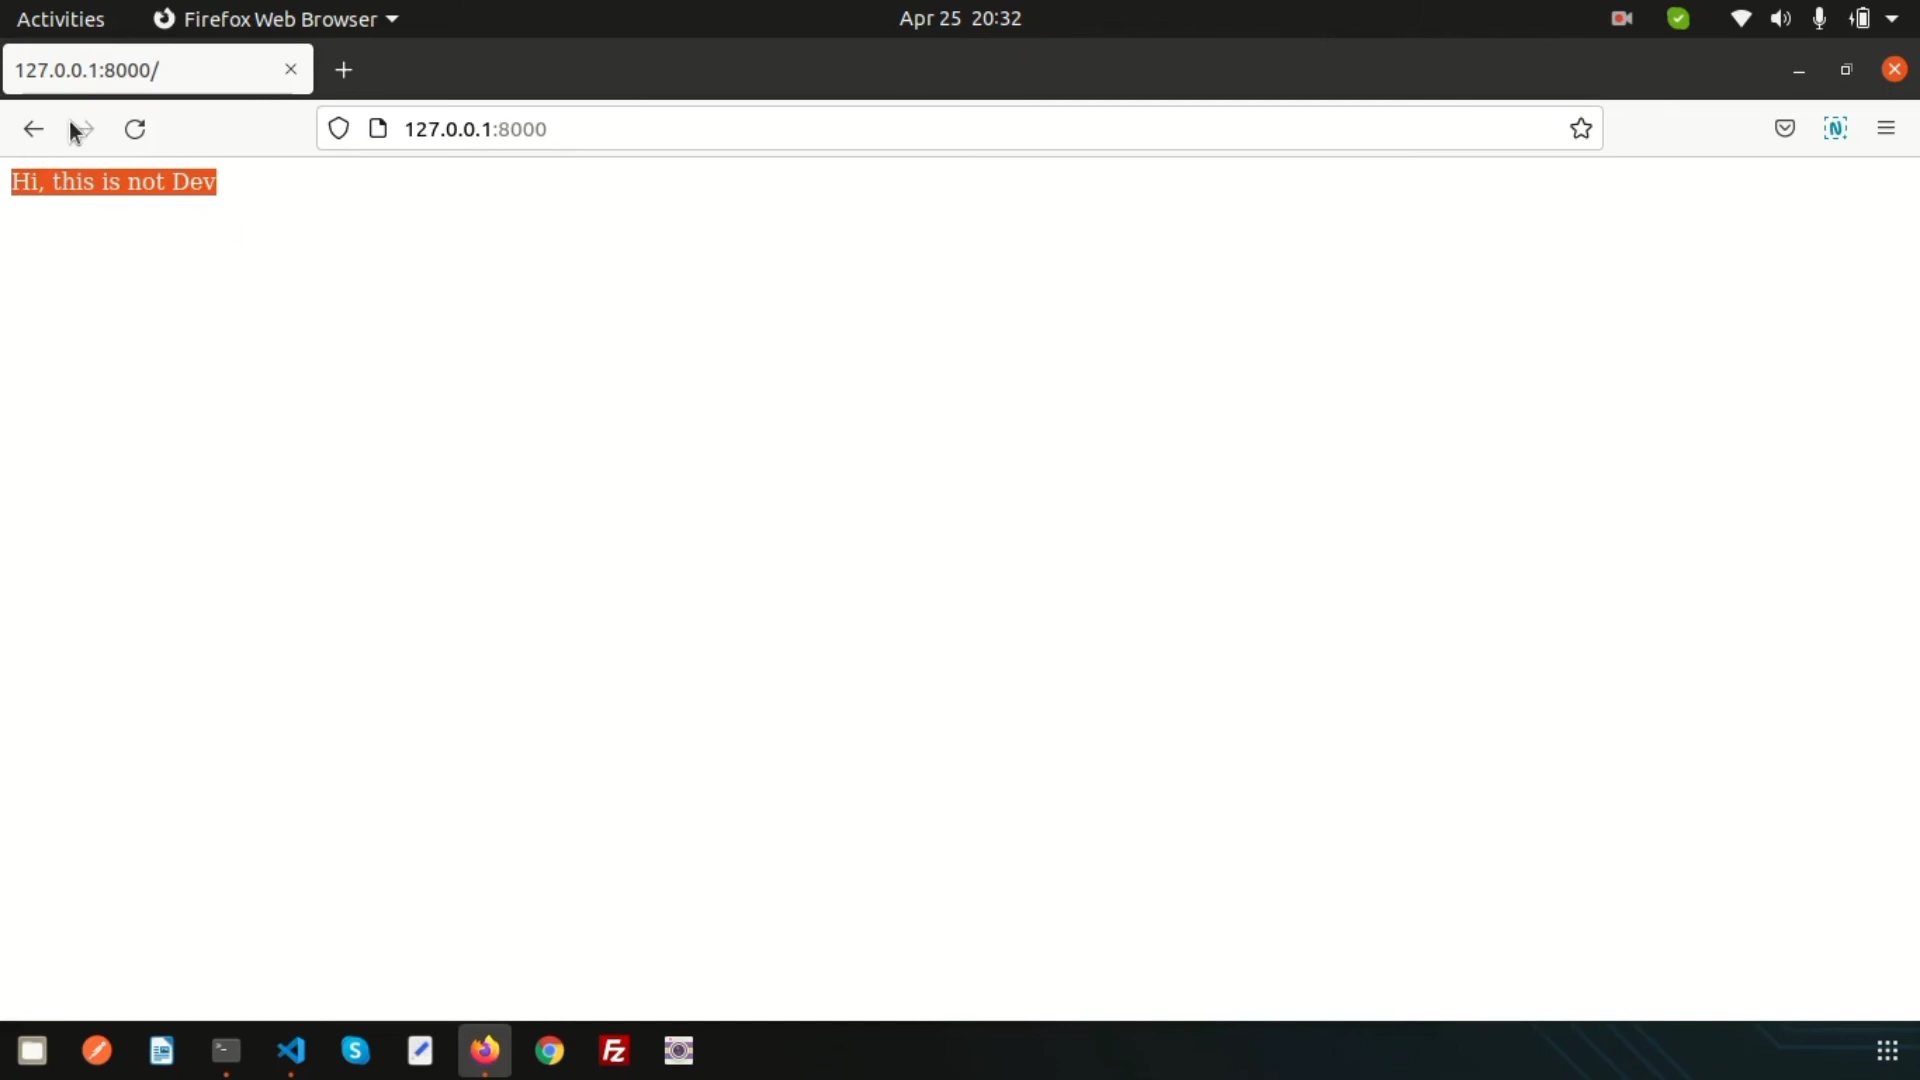 Activities Firefox Web Browser Apr 25 20:32
127.0.0.1:8000/
127.0.0.1:8000
Hi, this is not Dev